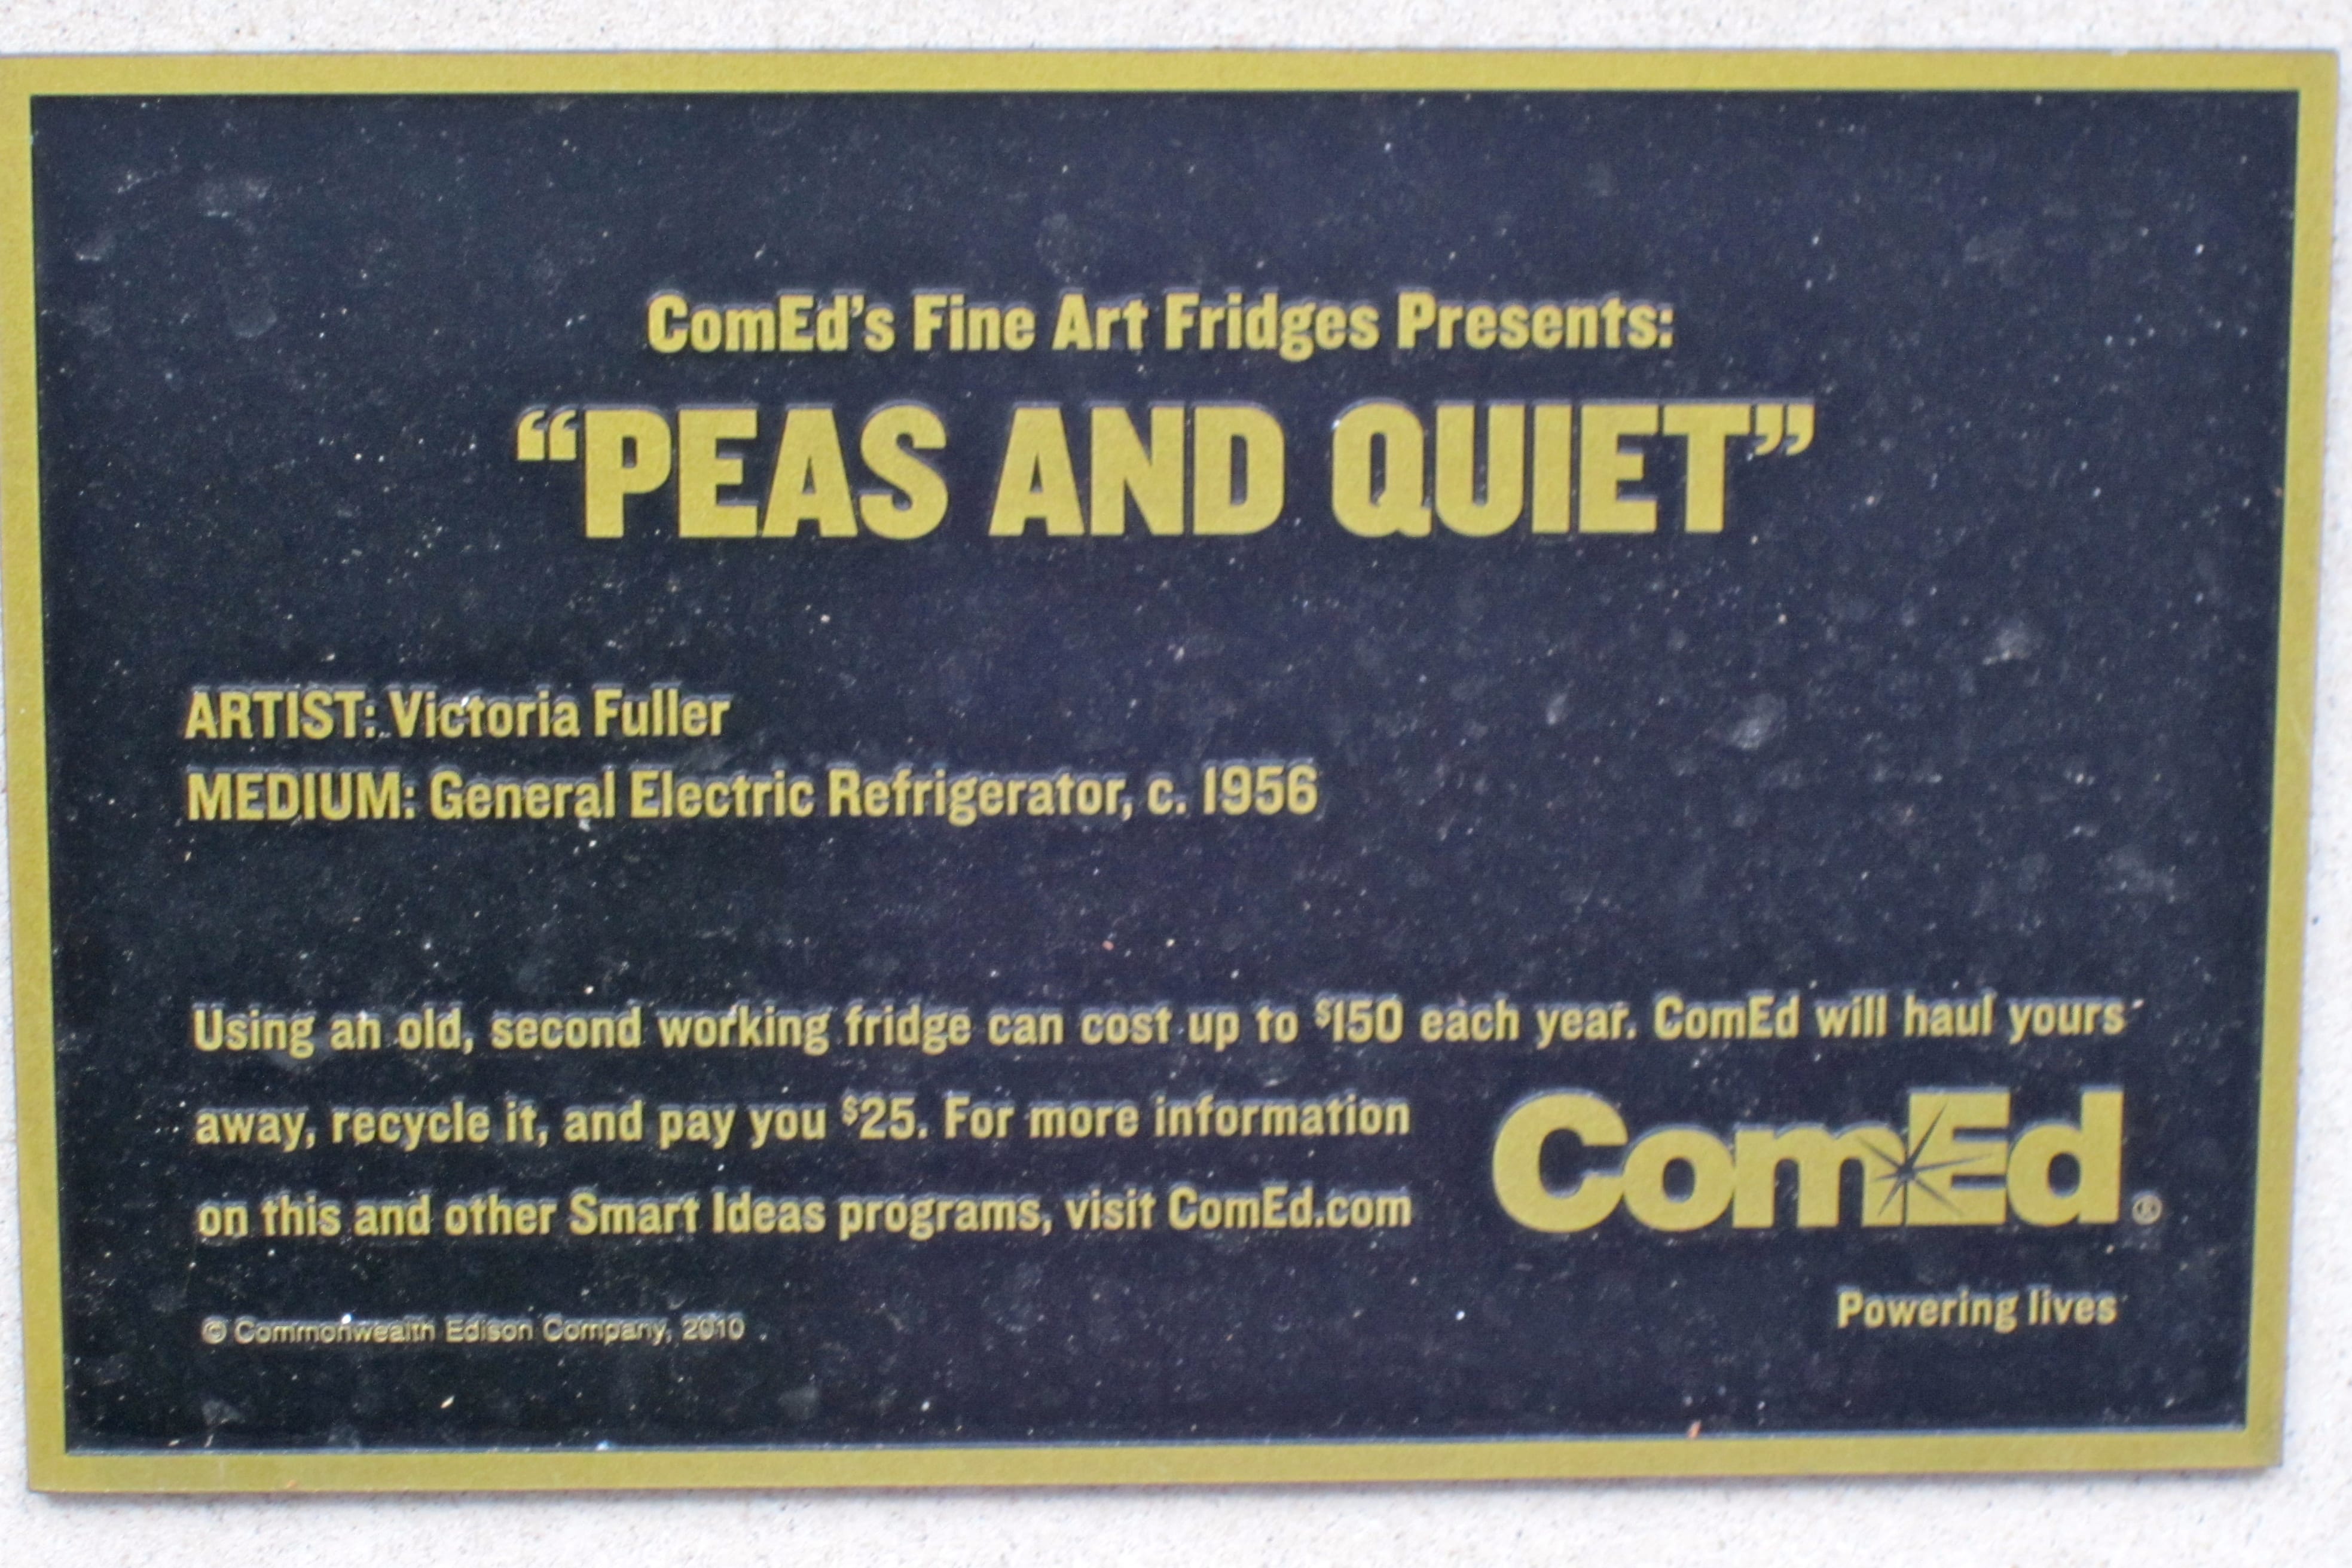 ComEd's Fine Art Fridges Presents:
“PEAS AND QUIET”
ARTIST: Victoria Fuller
MEDIUM: General Electric Refrigerator, c. 1956
Using an old, second working fridge can cost up to $150 each year. ComEd will haul yours
away, recycle it, and pay you $25. For more information
on this and other Smart Ideas programs, visit ComEd.com
ComEd®
Powering lives
© Commonwealth Edison Company, 2010